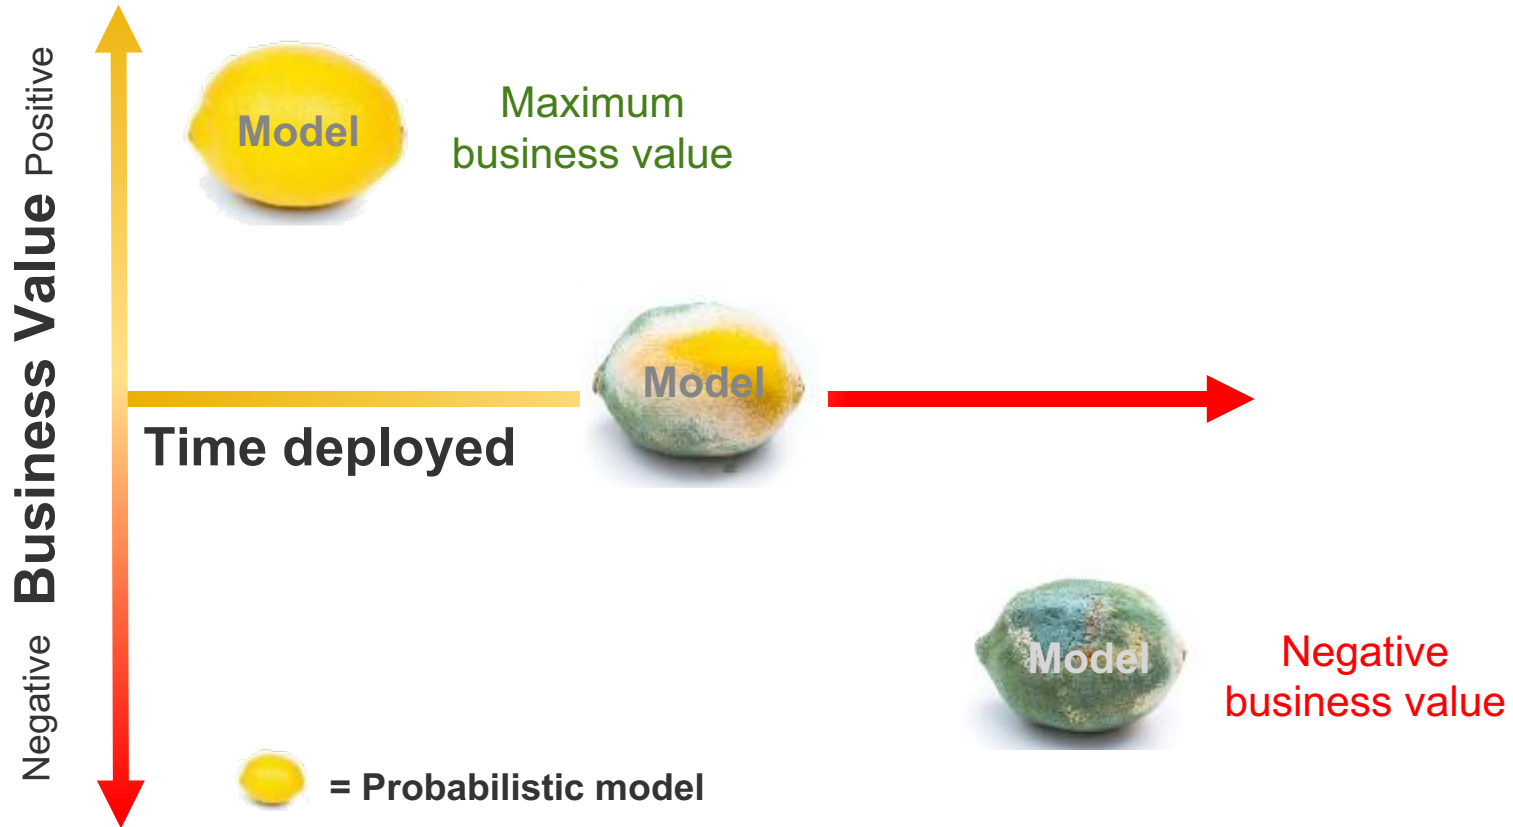 Positive
Business Value
Negative
Model
Maximum
business value
Model
Time deployed
Model
Negative
business value
= Probabilistic model